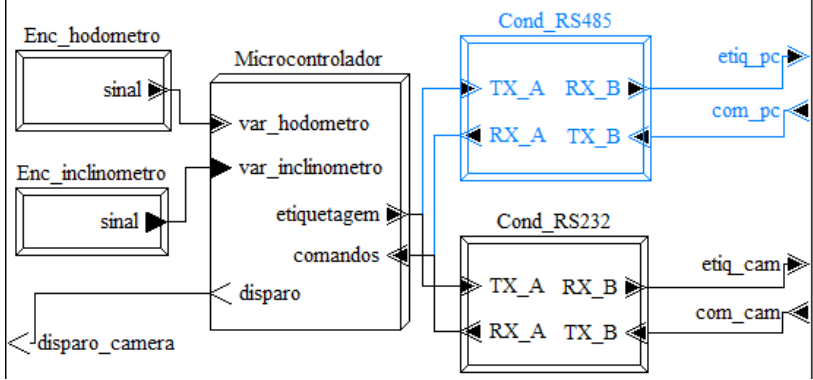 Enc_hodometro
sinal
Enc_inclinometro
sinal
Microcontrolador
var_hodometro
var_inclinometro
etiquetagem
comandos
disparo
disparo_camera
Cond_RS485
TX_A RX_B
RX_A TX_B
etiq_pc
com_pc
Cond_RS232
TX_A RX_B
RX_A TX_B
etiq_cam
com_cam